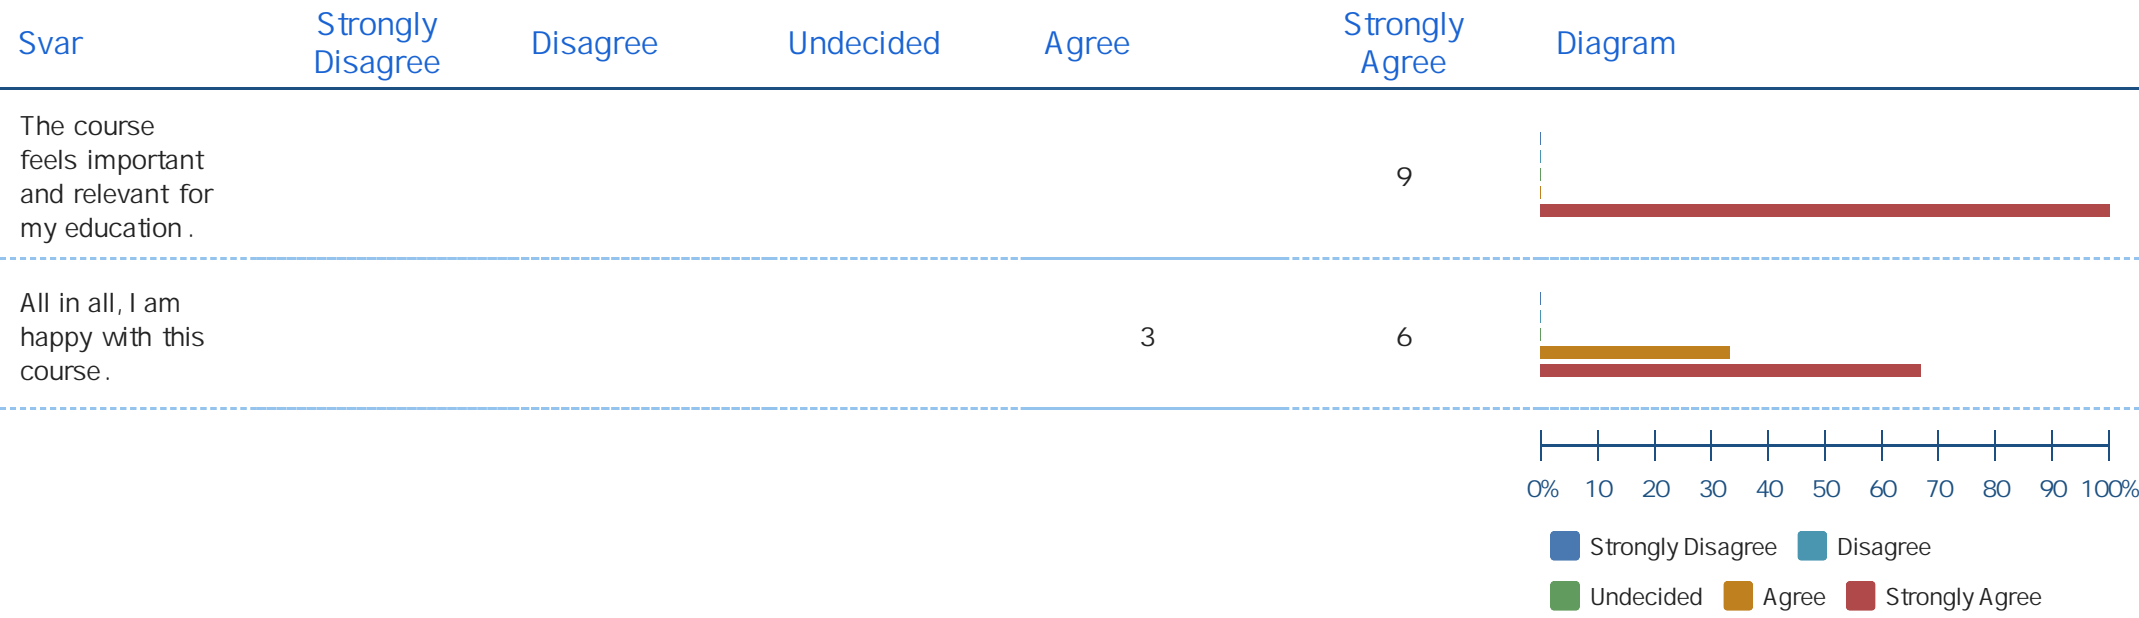 Svar
Strongly
Disagree
Disagree
Undecided
Agree
Strongly
Agree
Diagram
The course
feels important
and relevant for
my education.
9
All in all, I am
happy with this
course.
3
6
0% 10 20 30 40 50 60 70 80 90 100%
Strongly Disagree Disagree
Undecided Agree Strongly Agree